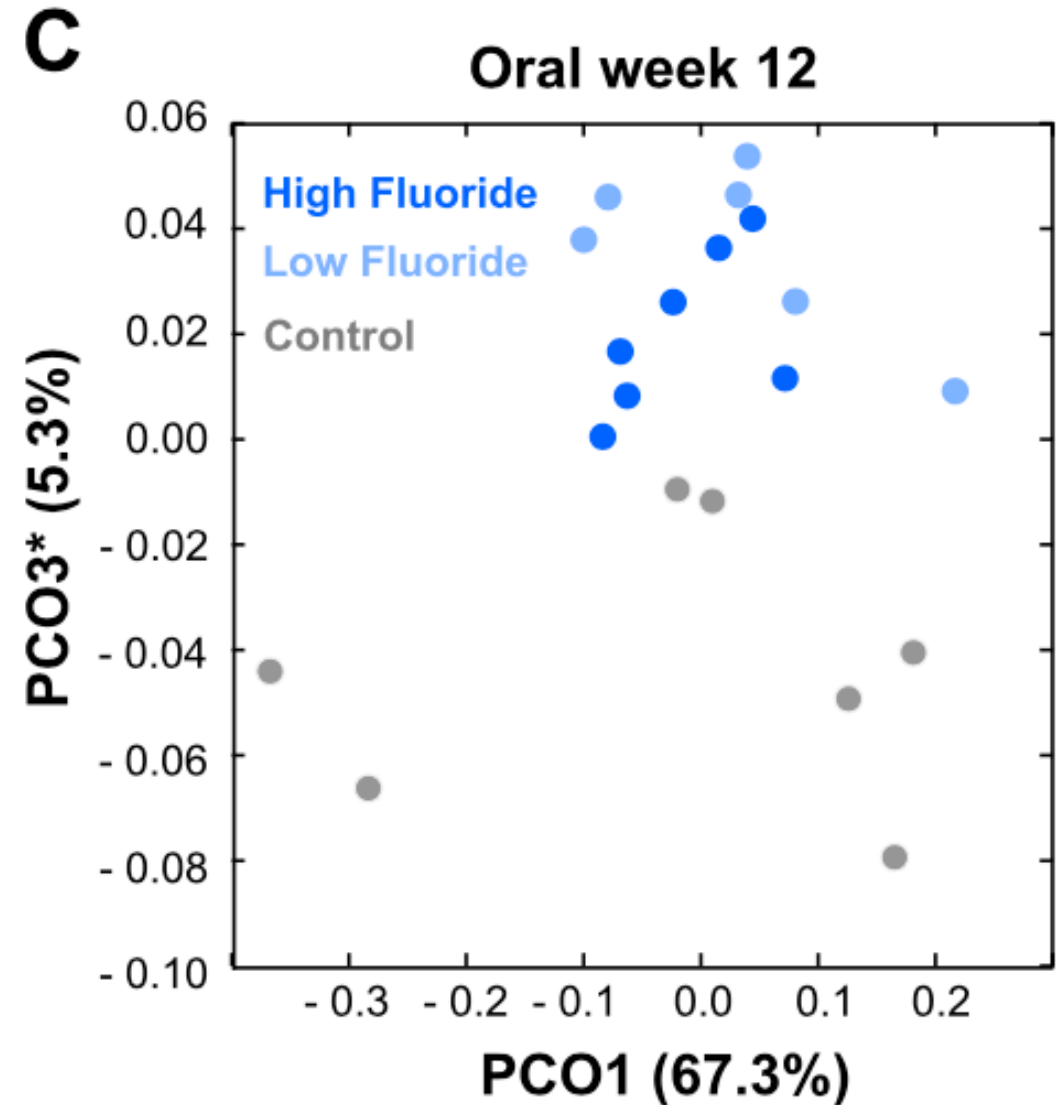 C
Oral week 12
0.06
High Fluoride
0.04
Low Fluoride
0.02
Control
0.00
- 0.02
- 0.04
- 0.06
- 0.08
- 0.10
PCO3* (5.3%)
- 0.3 - 0.2 - 0.1 0.0 0.1 0.2
PCO1 (67.3%)